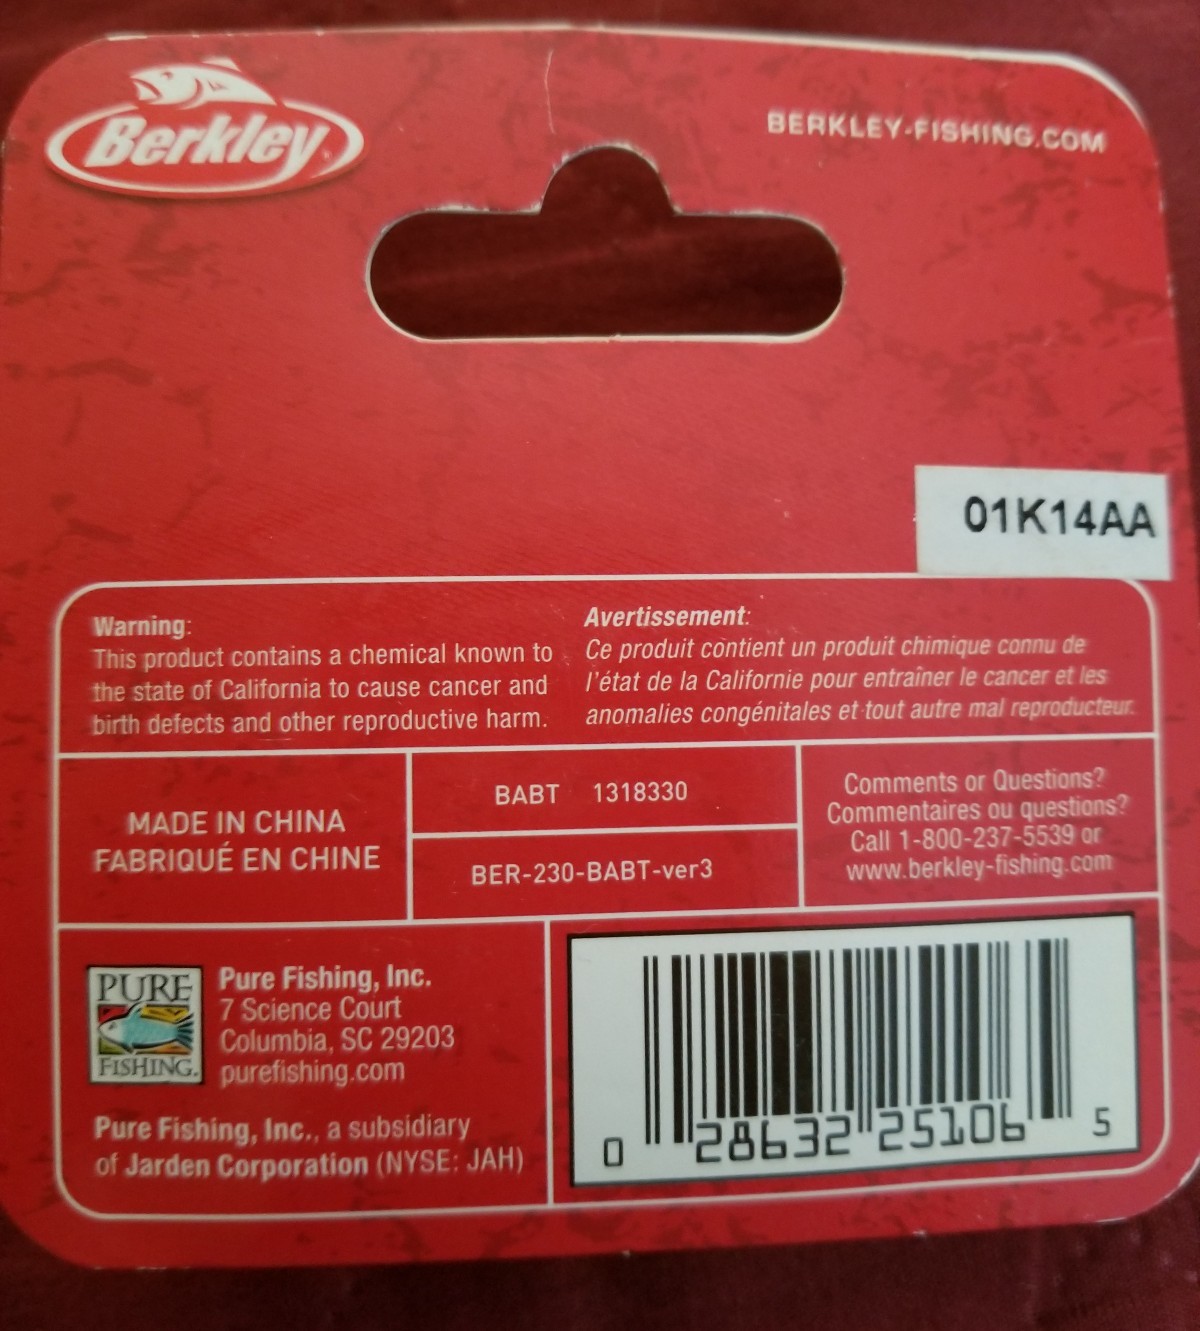 Berkley
BERKLEY-FISHING.COM
01K14AA
Warning:
This product contains a chemical known to
the state of California to cause cancer and
birth defects and other reproductive harm.
Avertissement:
Ce produit contient un produit chimique connu de
l'état de la Californie pour entraîner le cancer et les
anomalies congénitales et tout autre mal reproducteur.
MADE IN CHINA
FABRIQUÉ EN CHINE
BABT 1318330
BER-230-BABT-ver3
Comments or Questions?
Commentaires ou questions?
Call 1-800-237-5539 or
www.berkley-fishing.com
PURE
FISHING.
Pure Fishing, Inc.
7 Science Court
Columbia, SC 29203
purefishing.com
Pure Fishing, Inc., a subsidiary
of Jarden Corporation (NYSE: JAH)
0 28632 25106 5